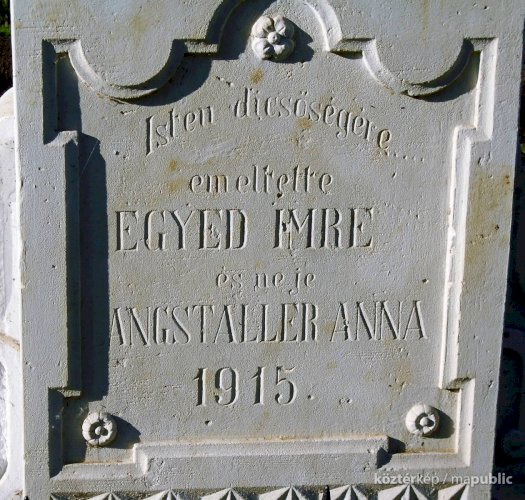 Isten dicsőségére.....
emeltette
EGYED IMRE
és neje
ANGSTALLER ANNA
1915.
köztérkép / mapublic